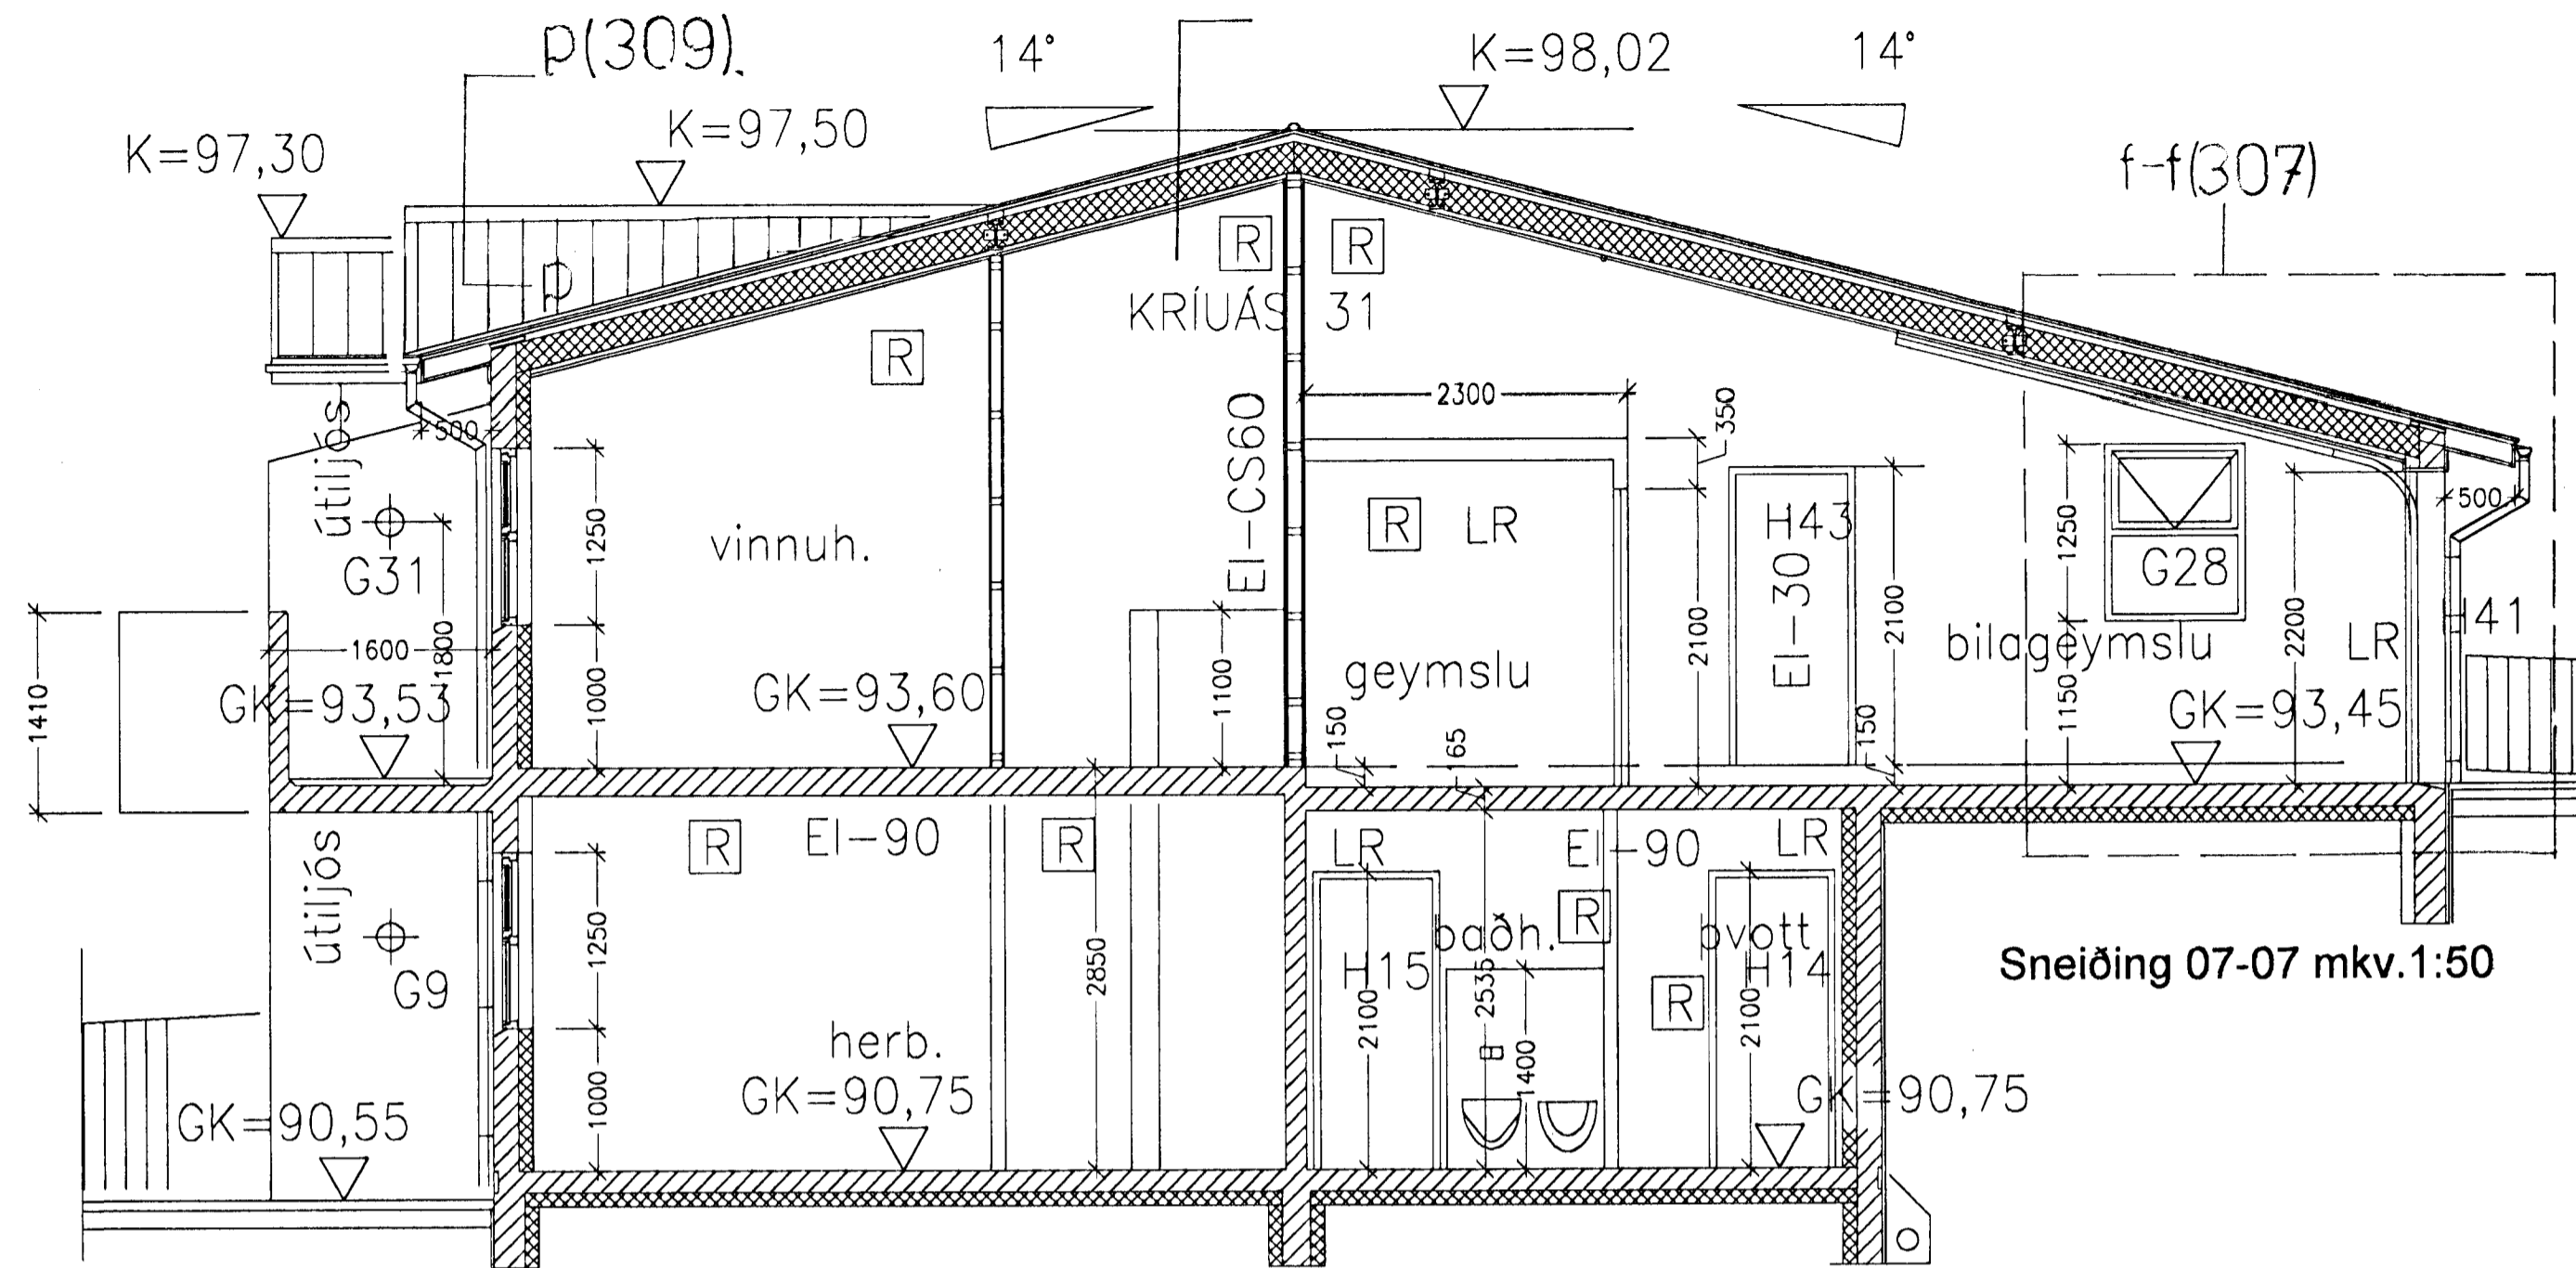 p(309).
14°
K=98,02
14°
K=97,50
K=97,30
f-f(307)
R
R
p
KRÍUÁS 31
R
2300
350
útiljós
500
EI-CS60
R
LR
H43
1250
G28
500
vinnuh.
1250
G31
1800
1600
EI-30
2100
2100
2200
bilageymslu
LR
H41
1410
GK=93,53
1000
GK=93,60
1100
geymslu
1150
GK=93,45
150
165
150
R
EI-90
R
LR
EI-90
LR
útiljós
1250
R
baðh.
þvott
G9
2850
H15
2535
H14
Sneiðing 07-07 mkv.1:50
R
herb.
2100
1400
2100
GK=90,55
1000
GK=90,75
GK=90,75